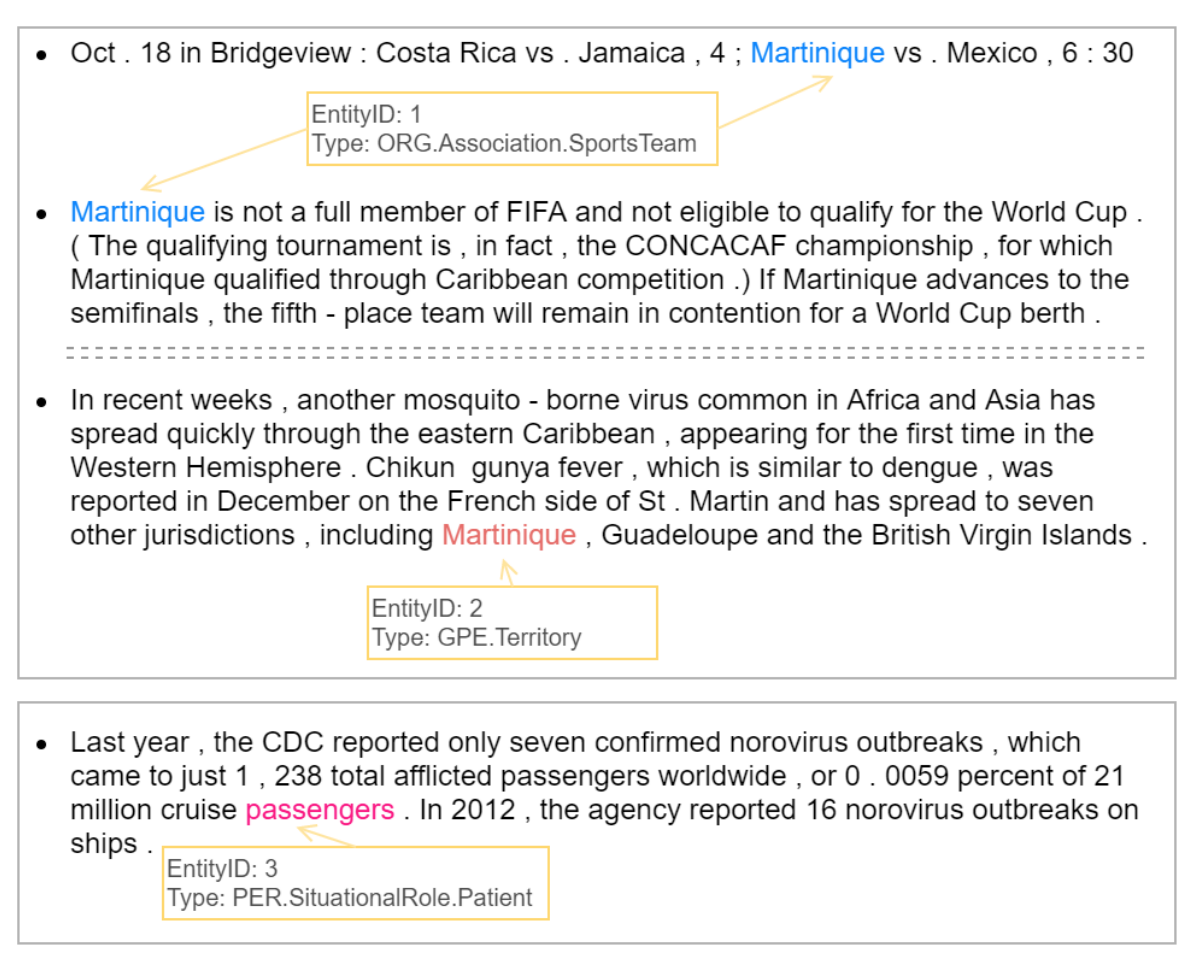 • Oct . 18 in Bridgeview : Costa Rica vs . Jamaica , 4 ; Martinique vs . Mexico , 6 : 30
EntityID: 1
Type: ORG.Association.SportsTeam
• Martinique is not a full member of FIFA and not eligible to qualify for the World Cup .
( The qualifying tournament is , in fact , the CONCACAF championship , for which
Martinique qualified through Caribbean competition .) If Martinique advances to the
semifinals , the fifth - place team will remain in contention for a World Cup berth .
• In recent weeks , another mosquito - borne virus common in Africa and Asia has
spread quickly through the eastern Caribbean , appearing for the first time in the
Western Hemisphere . Chikun  gunya fever , which is similar to dengue , was
reported in December on the French side of St . Martin and has spread to seven
other jurisdictions , including Martinique , Guadeloupe and the British Virgin Islands .
EntityID: 2
Type: GPE.Territory
• Last year , the CDC reported only seven confirmed norovirus outbreaks , which
came to just 1 , 238 total afflicted passengers worldwide , or 0 . 0059 percent of 21
million cruise passengers . In 2012 , the agency reported 16 norovirus outbreaks on
ships .
EntityID: 3
Type: PER.SituationalRole.Patient